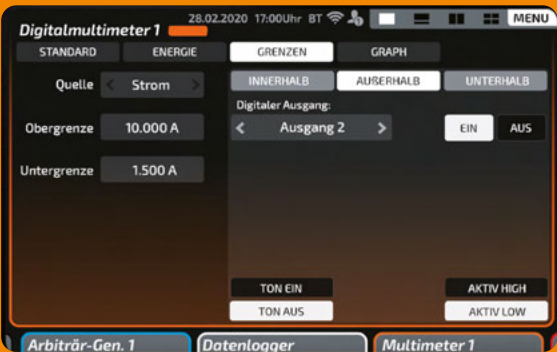 Digitalmultimeter 1 28.02.2020 17:00Uhr BT MENU
STANDARD ENERGIE GRENZEN GRAPH
Quelle < Strom > INNERHALB AUßERHALB UNTERHALB
Digitaler Ausgang:
Obergrenze 10.000 A < Ausgang 2 > EIN AUS
Untergrenze 1.500 A
TON EIN AKTIV HIGH
TON AUS AKTIV LOW
Arbiträr-Gen. 1 Datenlogger Multimeter 1